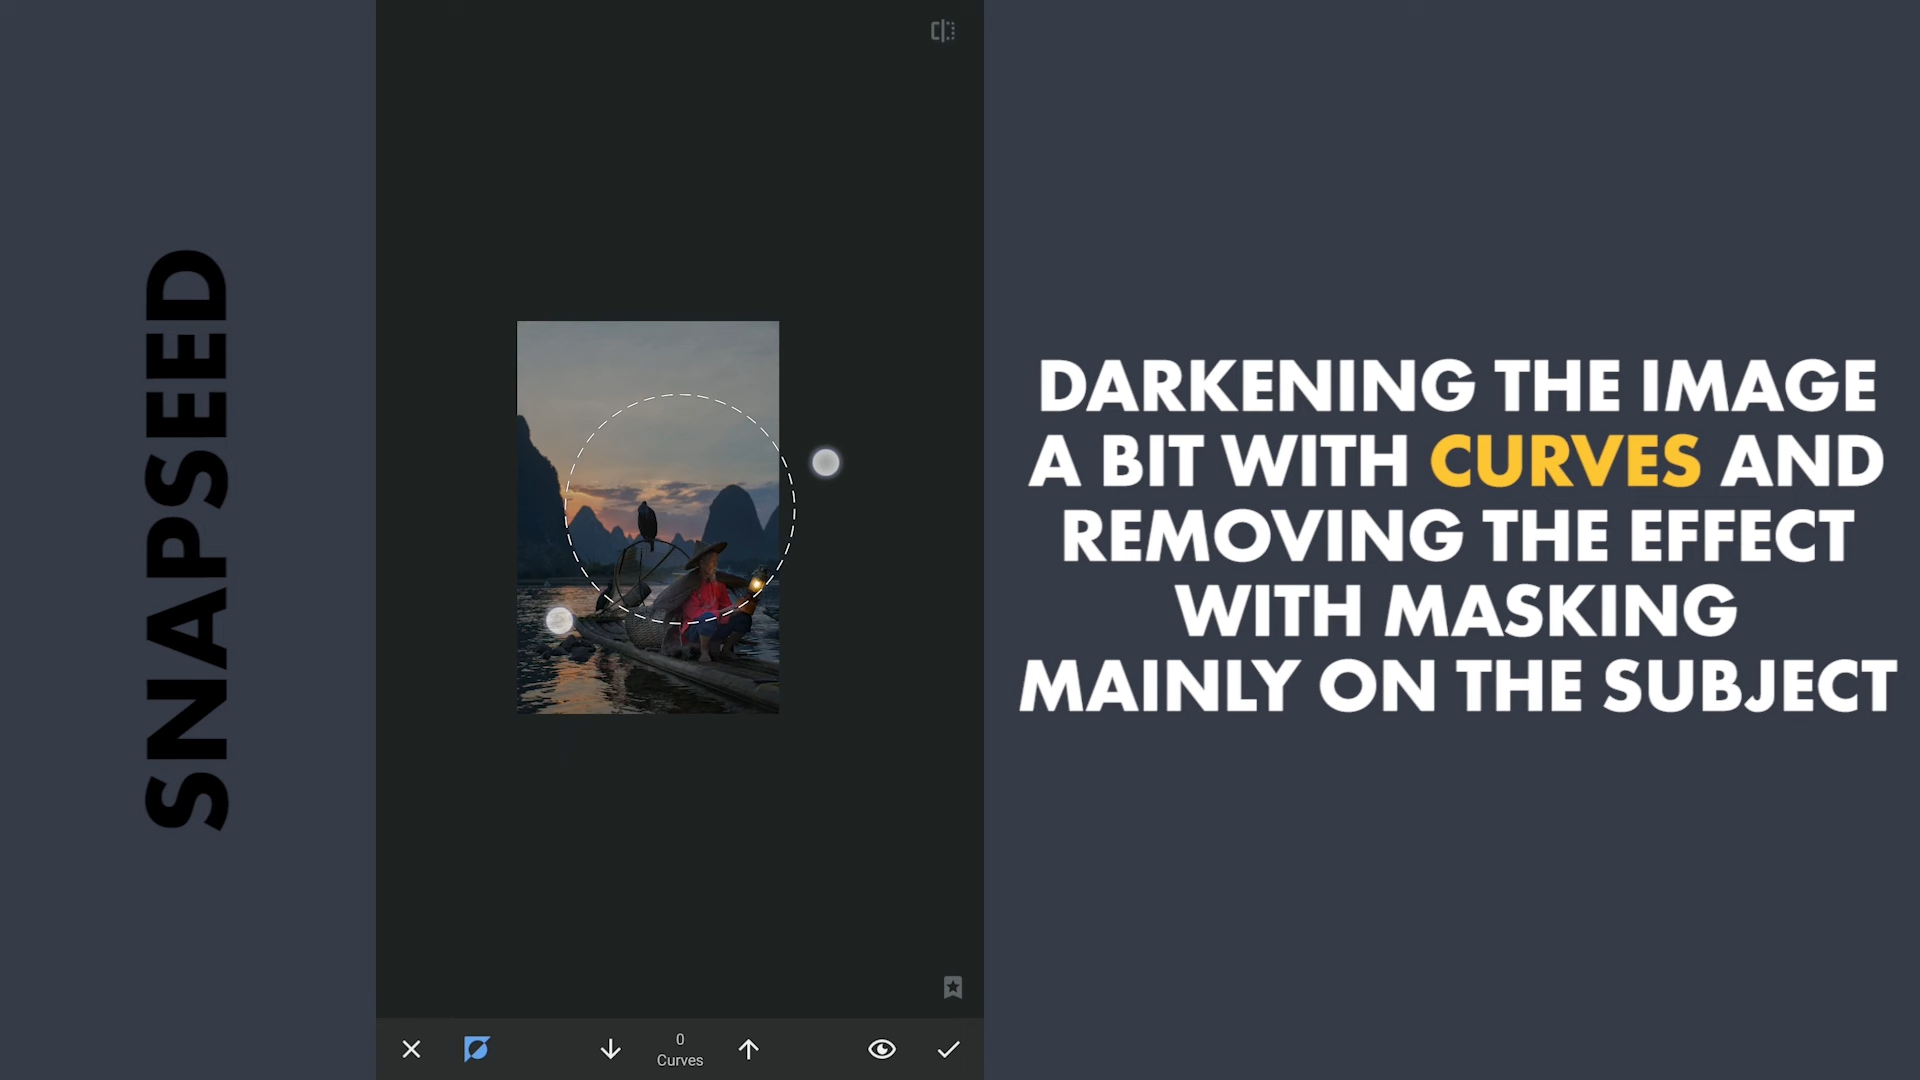 SNAPSEED
DARKENING THE IMAGE
A BIT WITH CURVES AND
REMOVING THE EFFECT
WITH MASKING
MAINLY ON THE SUBJECT
0
Curves